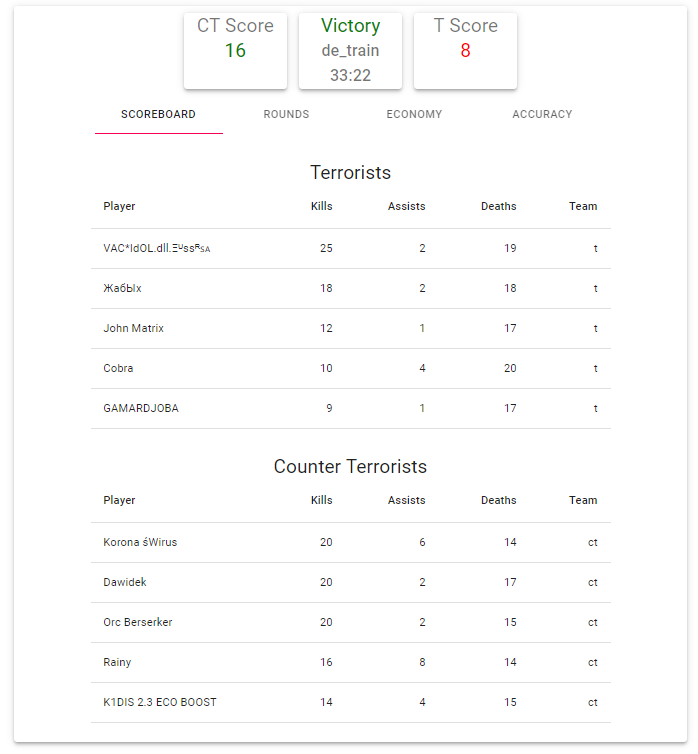 CT Score Victory T Score
16 de_train 8
33:22
SCOREBOARD ROUNDS ECONOMY ACCURACY
Terrorists
Player Kills Assists Deaths Team
VAC*IdOL.dll.Ξᵁssᴿₛₐ 25 2 19 t
ЖабЫх 18 2 18 t
John Matrix 12 1 17 t
Cobra 10 4 20 t
GAMARDJOBA 9 1 17 t
Counter Terrorists
Player Kills Assists Deaths Team
Korona śWirus 20 6 14 ct
Dawidek 20 2 17 ct
Orc Berserker 20 2 15 ct
Rainy 16 8 14 ct
K1DIS 2.3 ECO BOOST 14 4 15 ct